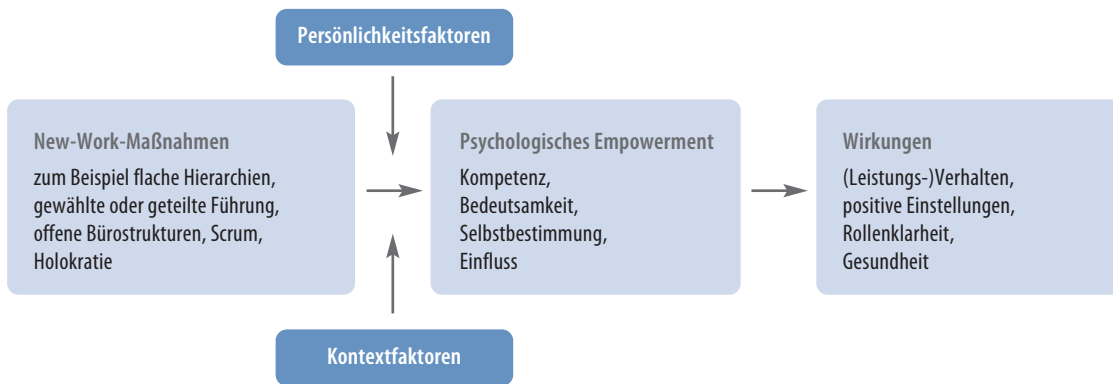 Persönlichkeitsfaktoren
New-Work-Maßnahmen
zum Beispiel flache Hierarchien,
gewählte oder geteilte Führung,
offene Bürostrukturen, Scrum,
Holokratie
Psychologisches Empowerment
Kompetenz,
Bedeutsamkeit,
Selbstbestimmung,
Einfluss
Wirkungen
(Leistungs-)Verhalten,
positive Einstellungen,
Rollenklarheit,
Gesundheit
Kontextfaktoren